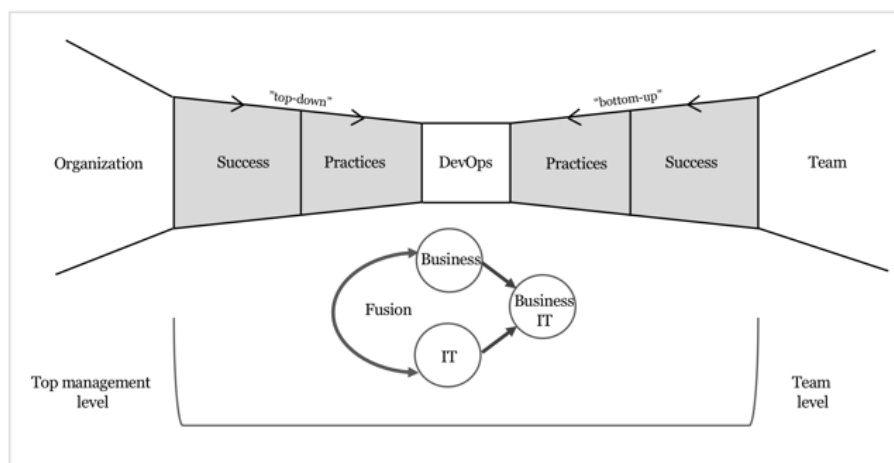 "top-down"
"bottom-up"
Organization
Success
Practices
DevOps
Practices
Success
Team
Business
Fusion
Business
IT
IT
Top management
level
Team
level